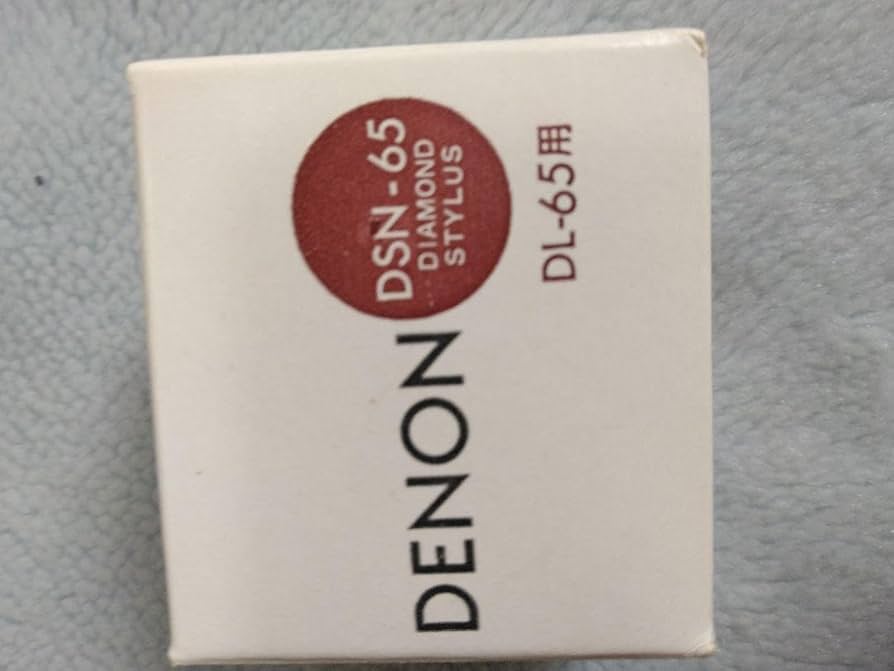 DENON
DSN-65
DIAMOND
STYLUS
DL-65用